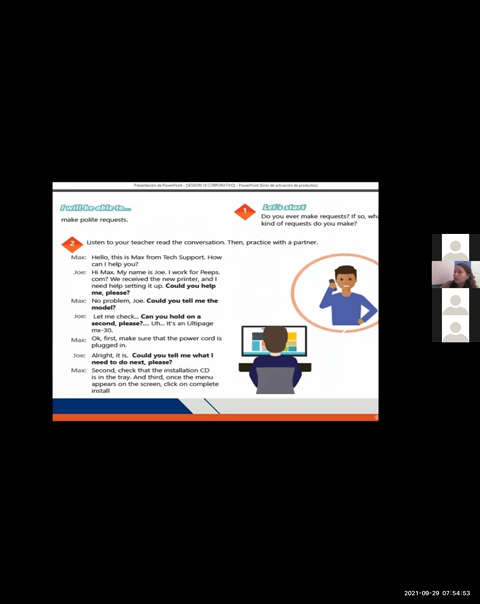 Presentación de PowerPoint - [SESSION 16 CORPORATIVO] - PowerPoint (Error de activación de productos)
I will be able to...
make polite requests.
1
Let's start
Do you ever make requests? If so,
kind of requests do you make?
2
Listen to your teacher read the conversation. Then, practice with a partner.
Max: Hello, this is Max from Tech Support. How
can I help you?
Joe: Hi Max. My name is Joe. I work for Peeps.
com? We received the new printer, and I
need help setting it up. Could you help
me, please?
Max: No problem, Joe. Could you tell me the
model?
Joe: Let me check... Can you hold on a
second, please?.... Uh... It's an Ultipage
mx-30.
Max: Ok, first, make sure that the power cord is
plugged in.
Joe: Alright, it is. Could you tell me what I
need to do next, please?
Max: Second, check that the installation CD
is in the tray. And third, once the menu
appears on the screen, click on complete
install
2021-09-29 07:54:53